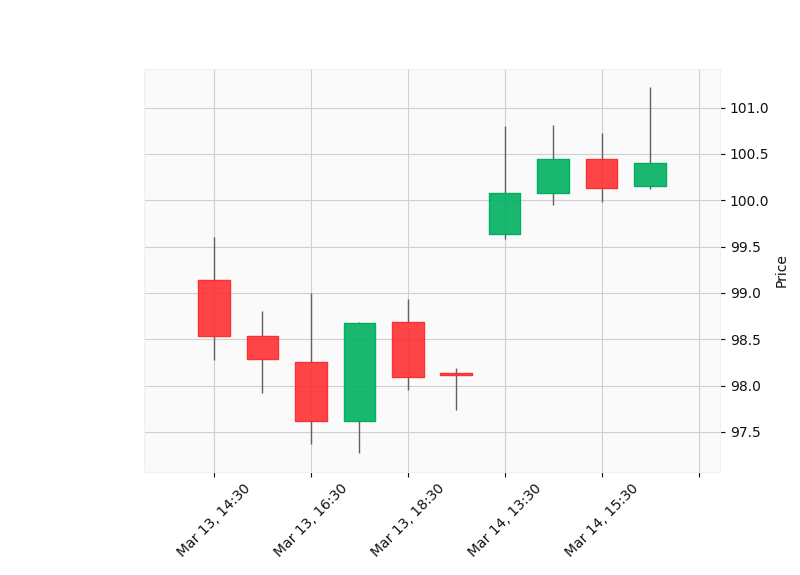 101.0
100.5
100.0
99.5
99.0
98.5
98.0
97.5
Price
Mar 13, 14:30
Mar 13, 16:30
Mar 13, 18:30
Mar 14, 13:30
Mar 14, 15:30